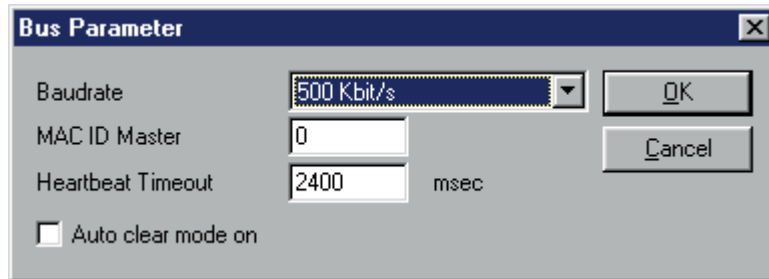 Bus Parameter
Baudrate 500 Kbit/s OK
MAC ID Master 0 Cancel
Heartbeat Timeout 2400 msec
Auto clear mode on